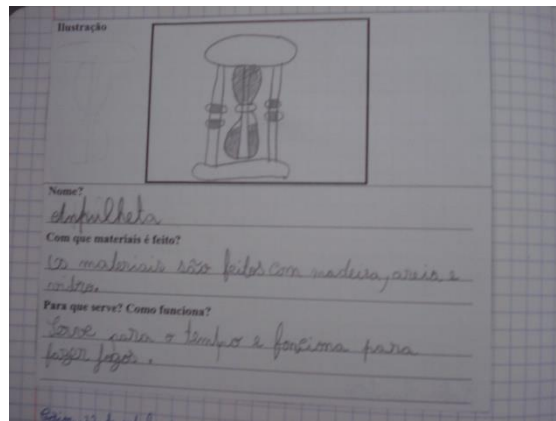 Ilustração
Nome?
Ampulheta
Com que materiais é feito?
Os materiais são feitos com madeira, areia e
vidro.
Para que serve? Como funciona?
Serve para o tempo e fonciona para
fazer jogos.